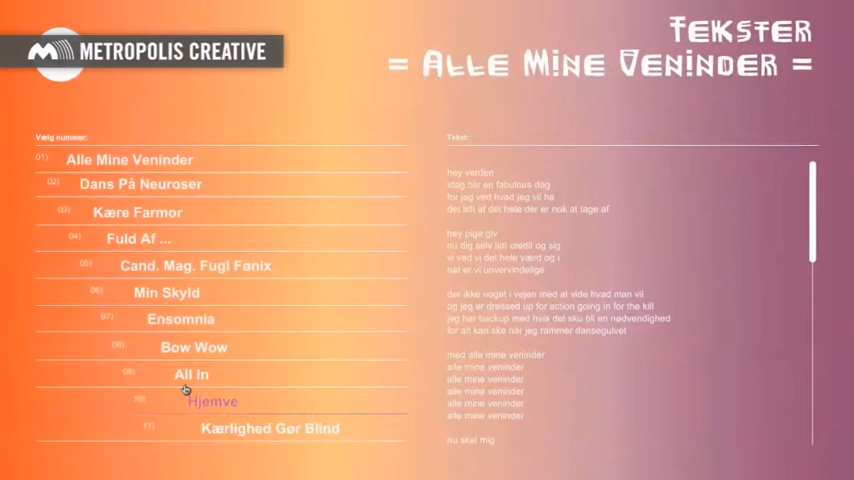 METROPOLIS CREATIVE
TEKSTER
= ALLE MINE VENINDER =
Vælg nummer:
01) Alle Mine Veninder
02) Dans På Neuroser
03) Kære Farmor
04) Fuld Af ...
05) Cand. Mag. Fugl Fønix
06) Min Skyld
07) Ensomnia
08) Bow Wow
09) All In
10) Hjemve
11) Kærlighed Gør Blind
Tekst:
hey verden
idag blir en fabulous dag
for jeg ved hvad jeg vil ha
det lidt af det hele der er nok at tage af
hey pige giv
nu dig selv lidt credit og sig
vi ved vi det hele værd og i
nat er vi uovervindelige
der ikke noget i vejen med at vide hvad man vil
og jeg er dressed up for action going in for the kill
jeg har backup med hvis det sku bli en nødvendighed
for alt kan ske når jeg rammer dansegulvet
med alle mine veninder
alle mine veninder
alle mine veninder
alle mine veninder
alle mine veninder
alle mine veninder
nu skal mig